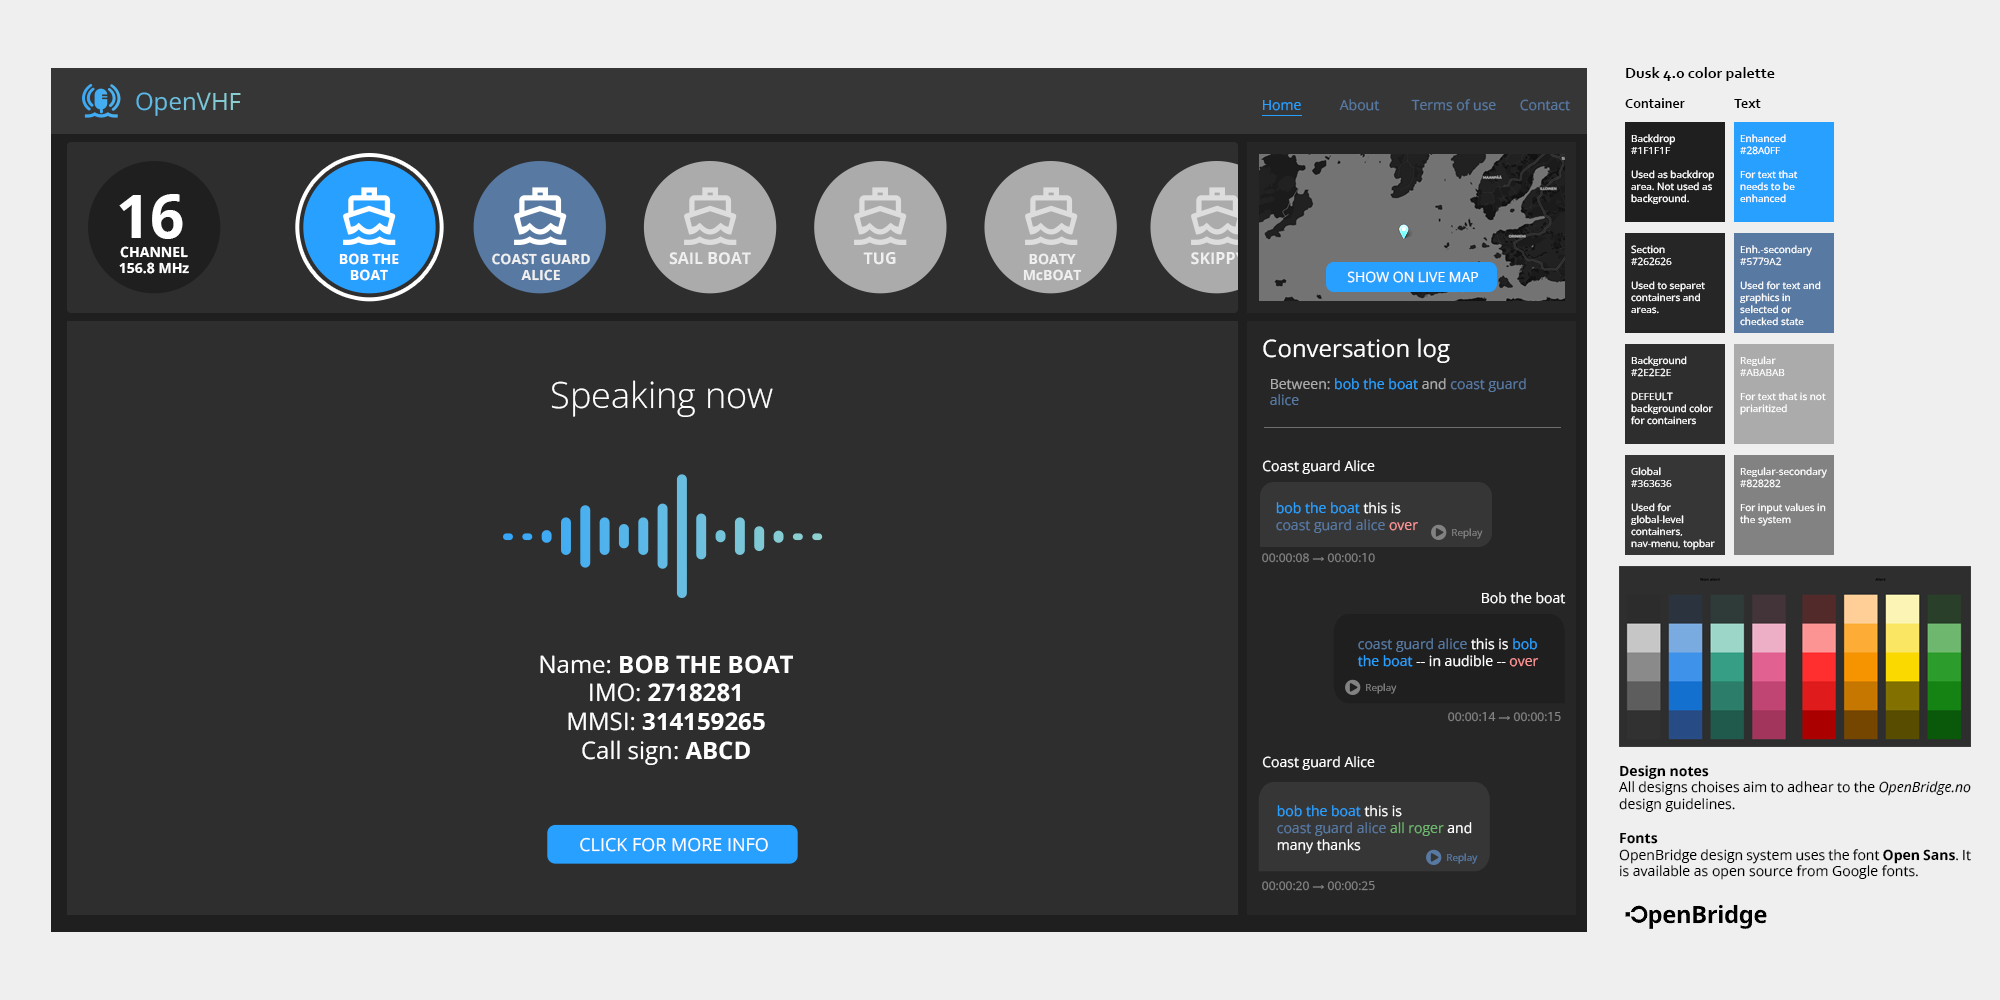 OpenVHF
Home
About
Terms of use
Contact
16
CHANNEL
156.8 MHz
BOB THE
BOAT
COAST GUARD
ALICE
SAIL BOAT
TUG
BOATY
McBOAT
SKIPPY
SHOW ON LIVE MAP
Speaking now
Name: BOB THE BOAT
IMO: 2718281
MMSI: 314159265
Call sign: ABCD
CLICK FOR MORE INFO
Conversation log
Between: bob the boat and coast guard
alice
Coast guard Alice
bob the boat this is
coast guard alice over
Replay
00:00:08 → 00:00:10
Bob the boat
coast guard alice this is bob
the boat -- in audible -- over
Replay
00:00:14 → 00:00:15
Coast guard Alice
bob the boat this is
coast guard alice all roger and
many thanks
Replay
00:00:20 → 00:00:25
Dusk 4.0 color palette
Container
Text
Backdrop
#1F1F1F
Used as backdrop
area. Not used as
background.
Enhanced
#28A0FF
For text that
needs to be
enhanced
Section
#262626
Used to separet
containers and
areas.
Enh.-secondary
#5779A2
Used for text and
graphics in
selected or
checked state
Background
#2E2E2E
DEFEULT
background color
for containers
Regular
#ABABAB
For text that is not
priaritized
Global
#363636
Used for
global-level
containers,
nav-menu, topbar
Regular-secondary
#828282
For input values in
the system
Design notes
All designs choises aim to adhear to the OpenBridge.no
design guidelines.
Fonts
OpenBridge design system uses the font Open Sans. It
is available as open source from Google fonts.
OpenBridge